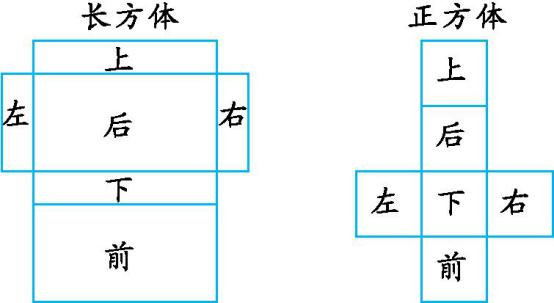 长方体 正方体
上 上
左 后 右 后
下 左 下 右
前 前